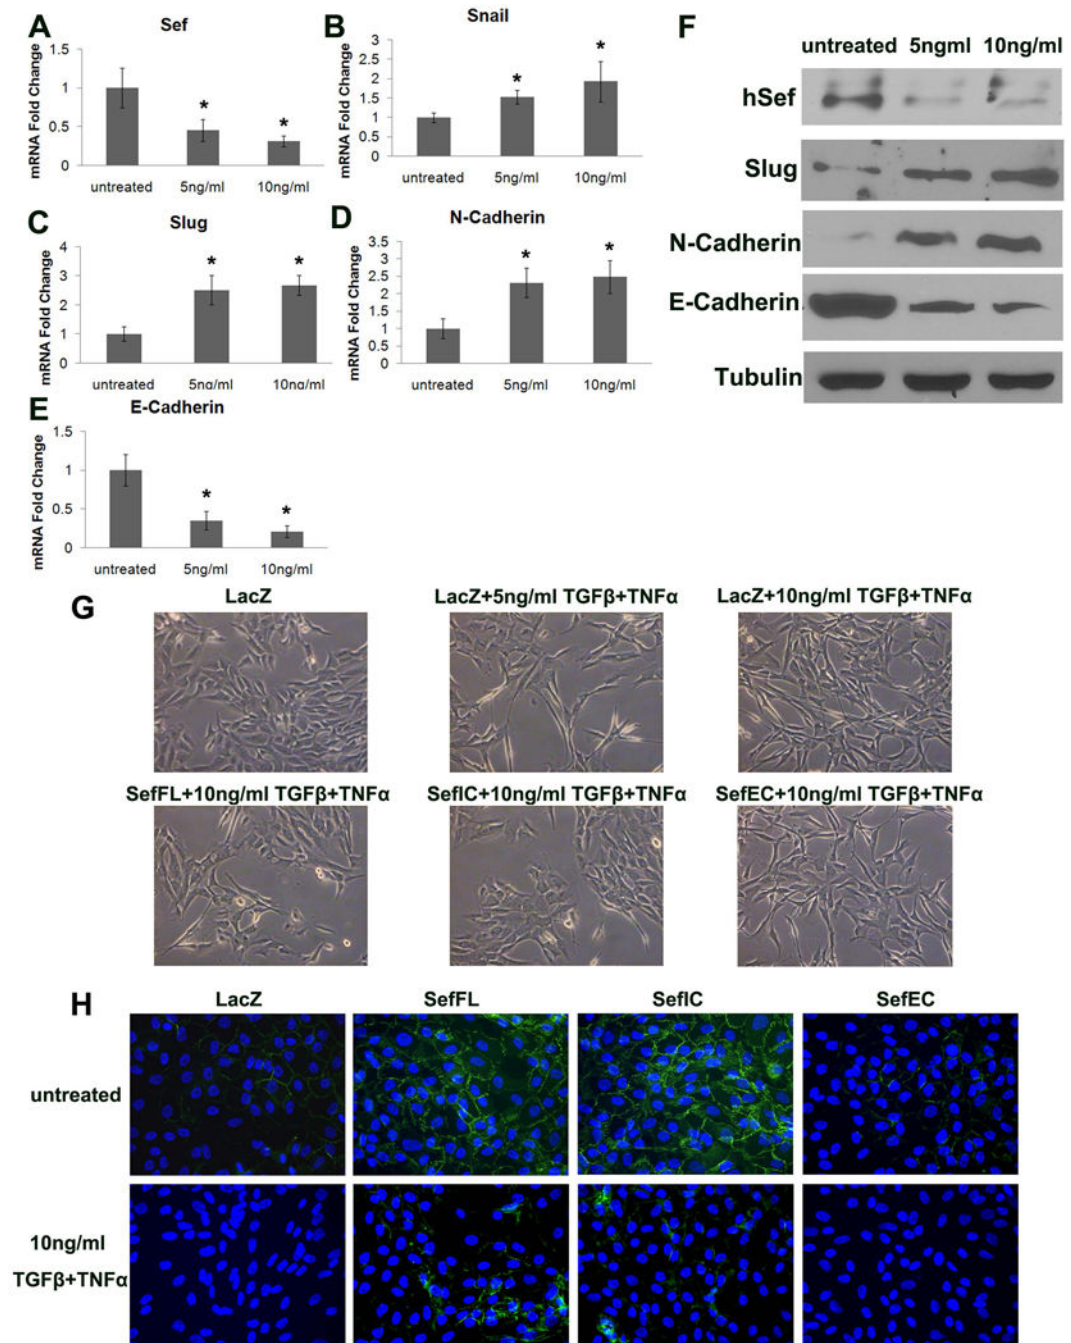 A
Sef
mRNA Fold Change
1.5
1
0.5
0
*
*
untreated
5ng/ml
10ng/ml
B
Snail
mRNA Fold Change
3
2.5
2
1.5
1
0.5
0
*
*
untreated
5ng/ml
10ng/ml
C
Slug
mRNA Fold Change
4
3
2
1
0
*
*
untreated
5ng/ml
10ng/ml
D
N-Cadherin
mRNA Fold Change
3.5
3
2.5
2
1.5
1
0.5
0
*
*
untreated
5ng/ml
10ng/ml
E
E-Cadherin
mRNA Fold Change
1.5
1
0.5
0
*
*
untreated
5ng/ml
10ng/ml
F
untreated 5ngml 10ng/ml
hSef
Slug
N-Cadherin
E-Cadherin
Tubulin
G
LacZ
LacZ+5ng/ml TGFβ+TNFα
LacZ+10ng/ml TGFβ+TNFα
SefFL+10ng/ml TGFβ+TNFα
SefIC+10ng/ml TGFβ+TNFα
SefEC+10ng/ml TGFβ+TNFα
H
LacZ
SefFL
SefIC
SefEC
untreated
10ng/ml
TGFβ+TNFα